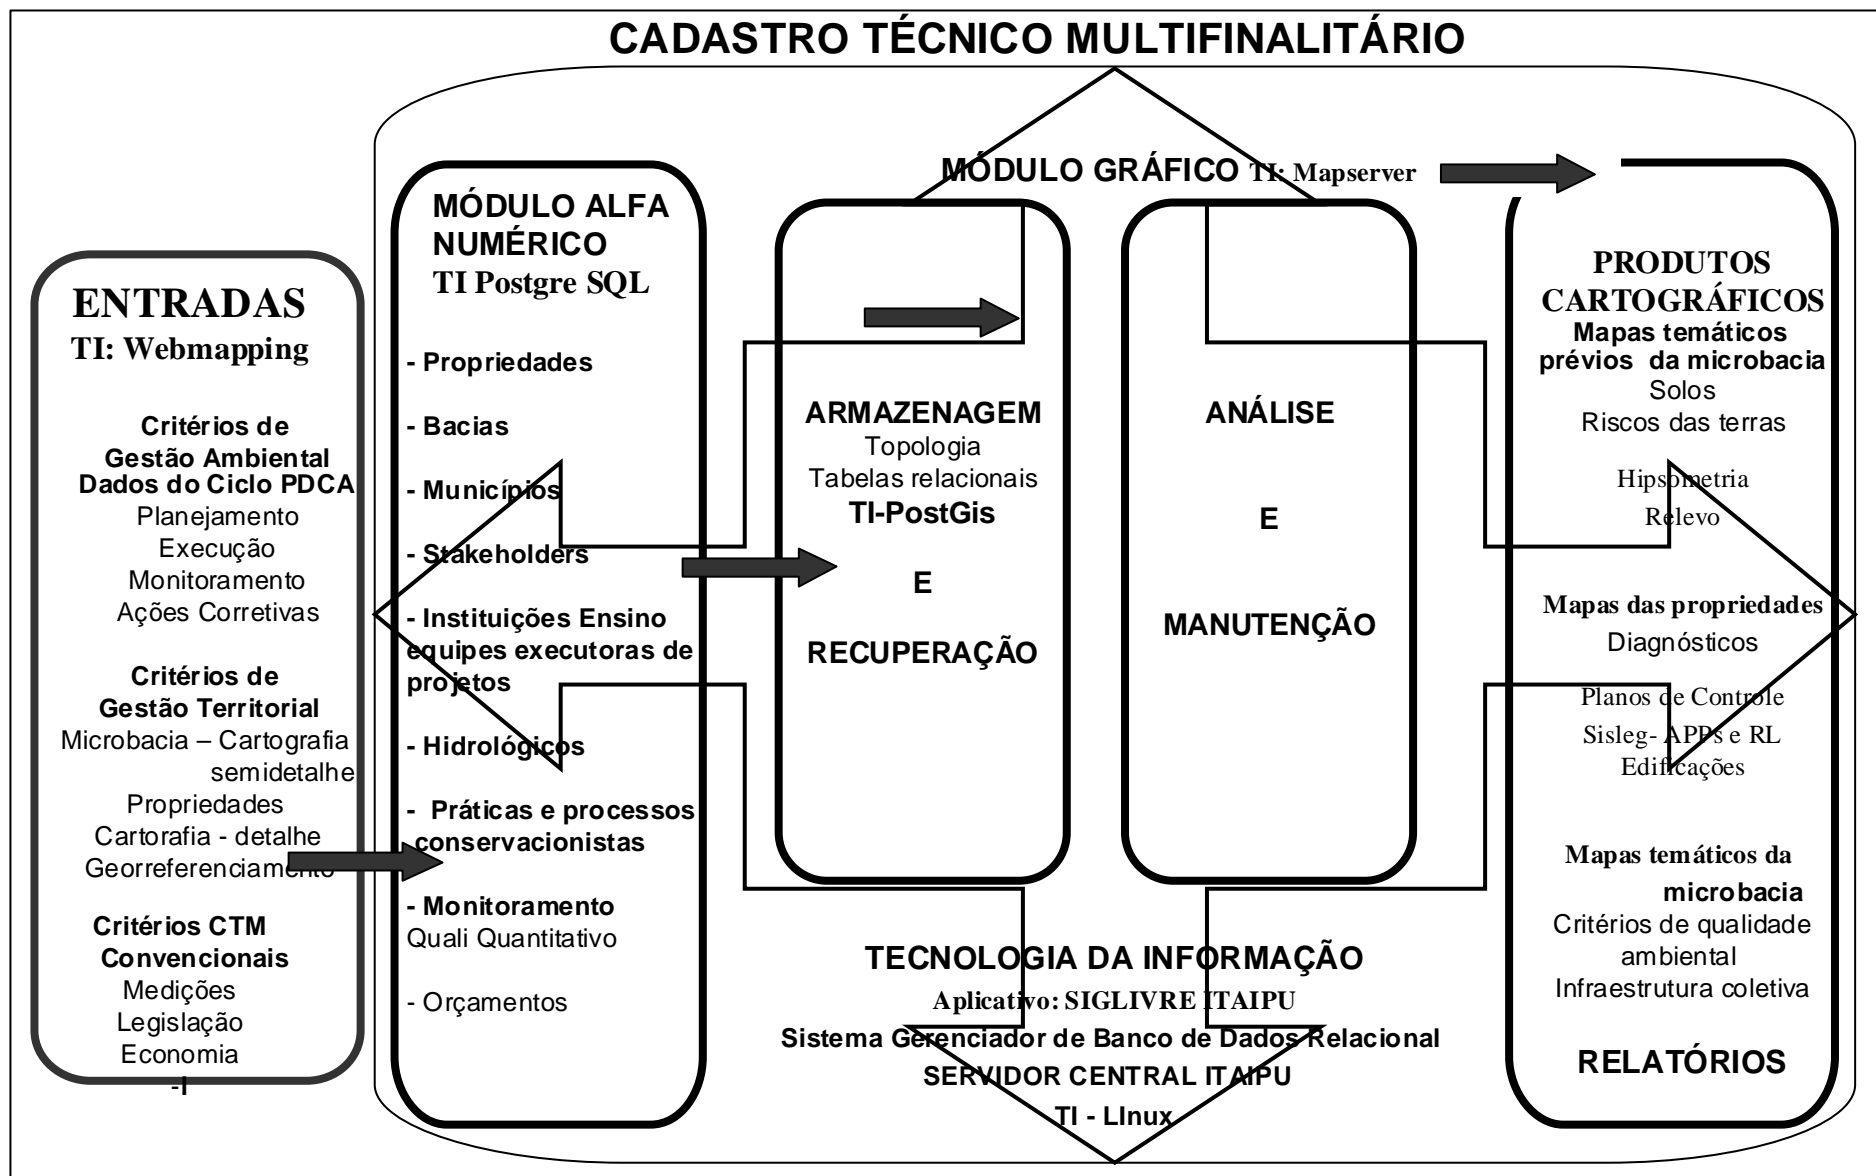 CADASTRO TÉCNICO MULTIFINALITÁRIO
ENTRADAS
TI: Webmapping
Critérios de
Gestão Ambiental
Dados do Ciclo PDCA
Planejamento
Execução
Monitoramento
Ações Corretivas
Critérios de
Gestão Territorial
Microbacia – Cartografia
semidetalhe
Propriedades
Cartorafia - detalhe
Georreferenciamento
Critérios CTM
Convencionais
Medições
Legislação
Economia
-I
MÓDULO ALFA
NUMÉRICO
TI Postgre SQL
- Propriedades
- Bacias
- Municípios
- Stakeholders
- Instituições Ensino
equipes executoras de
projetos
- Hidrológicos
- Práticas e processos
conservacionistas
- Monitoramento
Quali Quantitativo
- Orçamentos
MÓDULO GRÁFICO TI: Mapserver
ARMAZENAGEM
Topologia
Tabelas relacionais
TI-PostGis
E
RECUPERAÇÃO
ANÁLISE
E
MANUTENÇÃO
TECNOLOGIA DA INFORMAÇÃO
Aplicativo: SIGLIVRE ITAIPU
Sistema Gerenciador de Banco de Dados Relacional
SERVIDOR CENTRAL ITAIPU
TI - LInux
PRODUTOS
CARTOGRÁFICOS
Mapas temáticos
prévios da microbacia
Solos
Riscos das terras
Hipsometria
Relevo
Mapas das propriedades
Diagnósticos
Planos de Controle
Sisleg- APPs e RL
Edificações
Mapas temáticos da
microbacia
Critérios de qualidade
ambiental
Infraestrutura coletiva
RELATÓRIOS